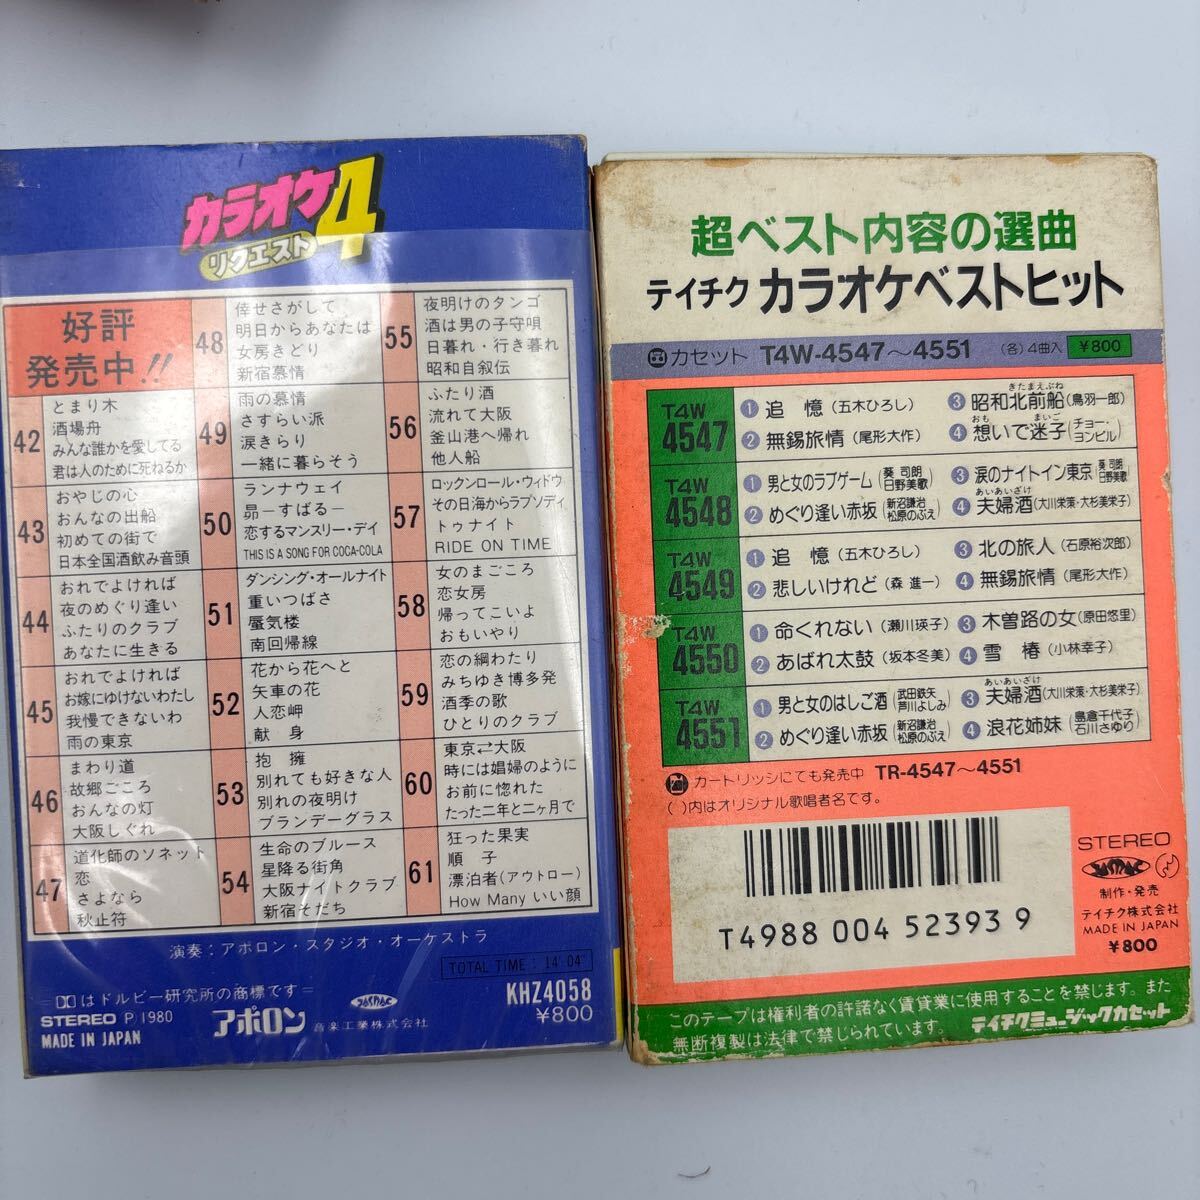 カラオケ4
リクエスト
好評
発売中!!
42
とまり木
酒場舟
みんな誰かを愛してる
君は人のために死ねるか
43
おやじの心
おんなの出船
初めての街で
日本全国酒飲み音頭
44
おれでよければ
夜のめぐり逢い
ふたりのクラブ
あなたに生きる
45
おれでよければ
お嫁にゆけないわたし
我慢できないわ
雨の東京
46
まわり道
故郷ごころ
おんなの灯
大阪しぐれ
47
道化師のソネット
恋
さよなら
秋止符
48
倖せさがして
明日からあなたは
女房きどり
新宿慕情
49
雨の慕情
さすらい派
涙きらり
一緒に暮らそう
50
ランナウェイ
昴ーすばるー
恋するマンスリー・デイ
THIS IS A SONG FOR COCA-COLA
51
ダンシング・オールナイト
重いつばさ
蜃気楼
南回帰線
52
花から花へと
矢車の花
人恋岬
献身
53
抱擁
別れても好きな人
別れの夜明け
ブランデーグラス
54
生命のブルース
星降る街角
大阪ナイトクラブ
新宿そだち
55
夜明けのタンゴ
酒は男の子守唄
日暮れ・行き暮れ
昭和自叙伝
56
ふたり酒
流れて大阪
釜山港へ帰れ
他人船
57
ロックンロール・ウィドウ
その日海からラプソディ
トゥナイト
RIDE ON TIME
58
女のまごころ
恋女房
帰ってこいよ
おもいやり
59
恋の綱わたり
みちゆき博多発
酒季の歌
ひとりのクラブ
60
東京⇄大阪
時には娼婦のように
お前に惚れた
たった二年と二ヶ月で
61
狂った果実
順子
漂泊者(アウトロー)
How Many いい顔
演奏:アポロン・スタジオ・オーケストラ
TOTAL TIME : 14'04"
=DDはドルビー研究所の商標です=
STEREO P 1980
MADE IN JAPAN
アポロン 音楽工業株式会社
KHZ4058
¥800
超ベスト内容の選曲
テイチク カラオケベストヒット
カセット T4W-4547〜4551 (各)4曲入 ¥800
T4W 4547
① 追憶(五木ひろし)
② 無錫旅情(尾形大作)
③ 昭和北前船(鳥羽一郎)
きたまえぶね
④ 想いで迷子(チョー・ヨンピル)
おも まいご
T4W 4548
① 男と女のラブゲーム(葵 司朗 日野美歌)
② めぐり逢い赤坂(新沼謙治 松原のぶえ)
③ 涙のナイトイン東京(葵 司朗 日野美歌)
④ 夫婦酒(大川栄策・大杉美栄子)
あいあいざけ
T4W 4549
① 追憶(五木ひろし)
② 悲しいけれど(森 進一)
③ 北の旅人(石原裕次郎)
④ 無錫旅情(尾形大作)
T4W 4550
① 命くれない(瀬川瑛子)
② あばれ太鼓(坂本冬美)
③ 木曽路の女(原田悠里)
④ 雪椿(小林幸子)
T4W 4551
① 男と女のはしご酒(武田鉄矢 芦川よしみ)
② めぐり逢い赤坂(新沼謙治 松原のぶえ)
③ 夫婦酒(大川栄策・大杉美栄子)
あいあいざけ
④ 浪花姉妹(島倉千代子 石川さゆり)
カートリッジにても発売中 TR-4547〜4551
( )内はオリジナル歌唱者名です。
T4988 004 52393 9
STEREO
制作・発売
テイチク株式会社
MADE IN JAPAN
¥800
このテープは権利者の許諾なく賃貸業に使用することを禁じます。また
無断複製は法律で禁じられています。 テイチクミュージックカセット